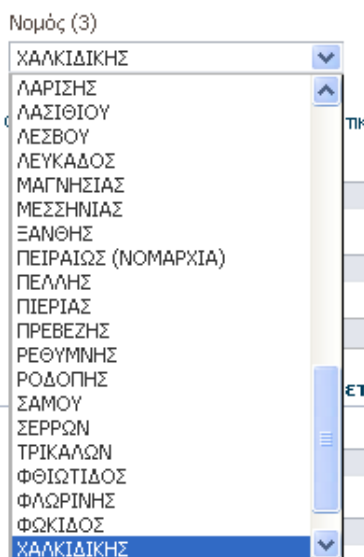 Νομός (3)
ΧΑΛΚΙΔΙΚΗΣ
ΛΑΡΙΣΗΣ
ΛΑΣΙΘΙΟΥ
ΛΕΣΒΟΥ
ΛΕΥΚΑΔΟΣ
ΜΑΓΝΗΣΙΑΣ
ΜΕΣΣΗΝΙΑΣ
ΞΑΝΘΗΣ
ΠΕΙΡΑΙΩΣ (ΝΟΜΑΡΧΙΑ)
ΠΕΛΛΗΣ
ΠΙΕΡΙΑΣ
ΠΡΕΒΕΖΗΣ
ΡΕΘΥΜΝΗΣ
ΡΟΔΟΠΗΣ
ΣΑΜΟΥ
ΣΕΡΡΩΝ
ΤΡΙΚΑΛΩΝ
ΦΘΙΩΤΙΔΟΣ
ΦΛΩΡΙΝΗΣ
ΦΩΚΙΔΟΣ
ΧΑΛΚΙΔΙΚΗΣ